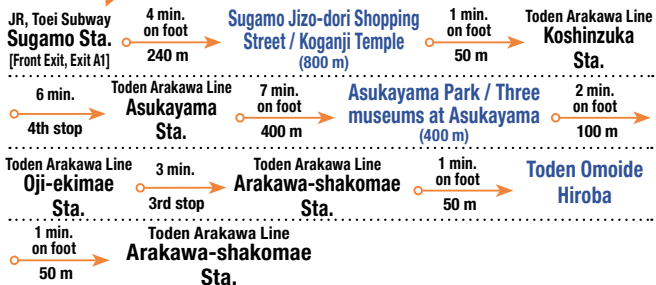 JR, Toei Subway
Sugamo Sta.
[Front Exit, Exit A1]
4 min.
on foot
240 m
Sugamo Jizo-dori Shopping
Street / Koganji Temple
(800 m)
1 min.
on foot
50 m
Toden Arakawa Line
Koshinzuka
Sta.
6 min.
4th stop
Toden Arakawa Line
Asukayama
Sta.
7 min.
on foot
400 m
Asukayama Park / Three
museums at Asukayama
(400 m)
2 min.
on foot
100 m
Toden Arakawa Line
Oji-ekimae
Sta.
3 min.
3rd stop
Toden Arakawa Line
Arakawa-shakomae
Sta.
1 min.
on foot
50 m
Toden Omoide
Hiroba
1 min.
on foot
50 m
Toden Arakawa Line
Arakawa-shakomae
Sta.